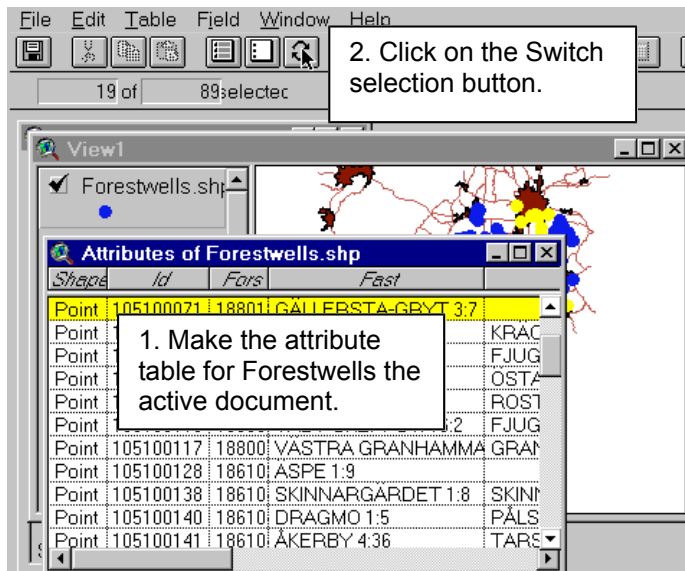 File Edit Table Field Window Help
2. Click on the Switch
selection button.
19 of 89 selected
View1
Forestwells.shp
Attributes of Forestwells.shp
Shape Id Fors Fast
Point 105100071 18801 GÄLLERSTA-GRYT 3:7
1. Make the attribute
table for Forestwells the
active document.
Point KRÄC
Point FJUG
Point ÖSTA
Point ROST
Point :2 FJUG
Point 105100117 18800 VÄSTRA GRANHAMMA GRAN
Point 105100128 18610 ASPE 1:9
Point 105100138 18610 SKINNARGÄRDET 1:8 SKINN
Point 105100140 18610 DRAGMO 1:5 PÅLS
Point 105100141 18610 ÅKERBY 4:36 TARS